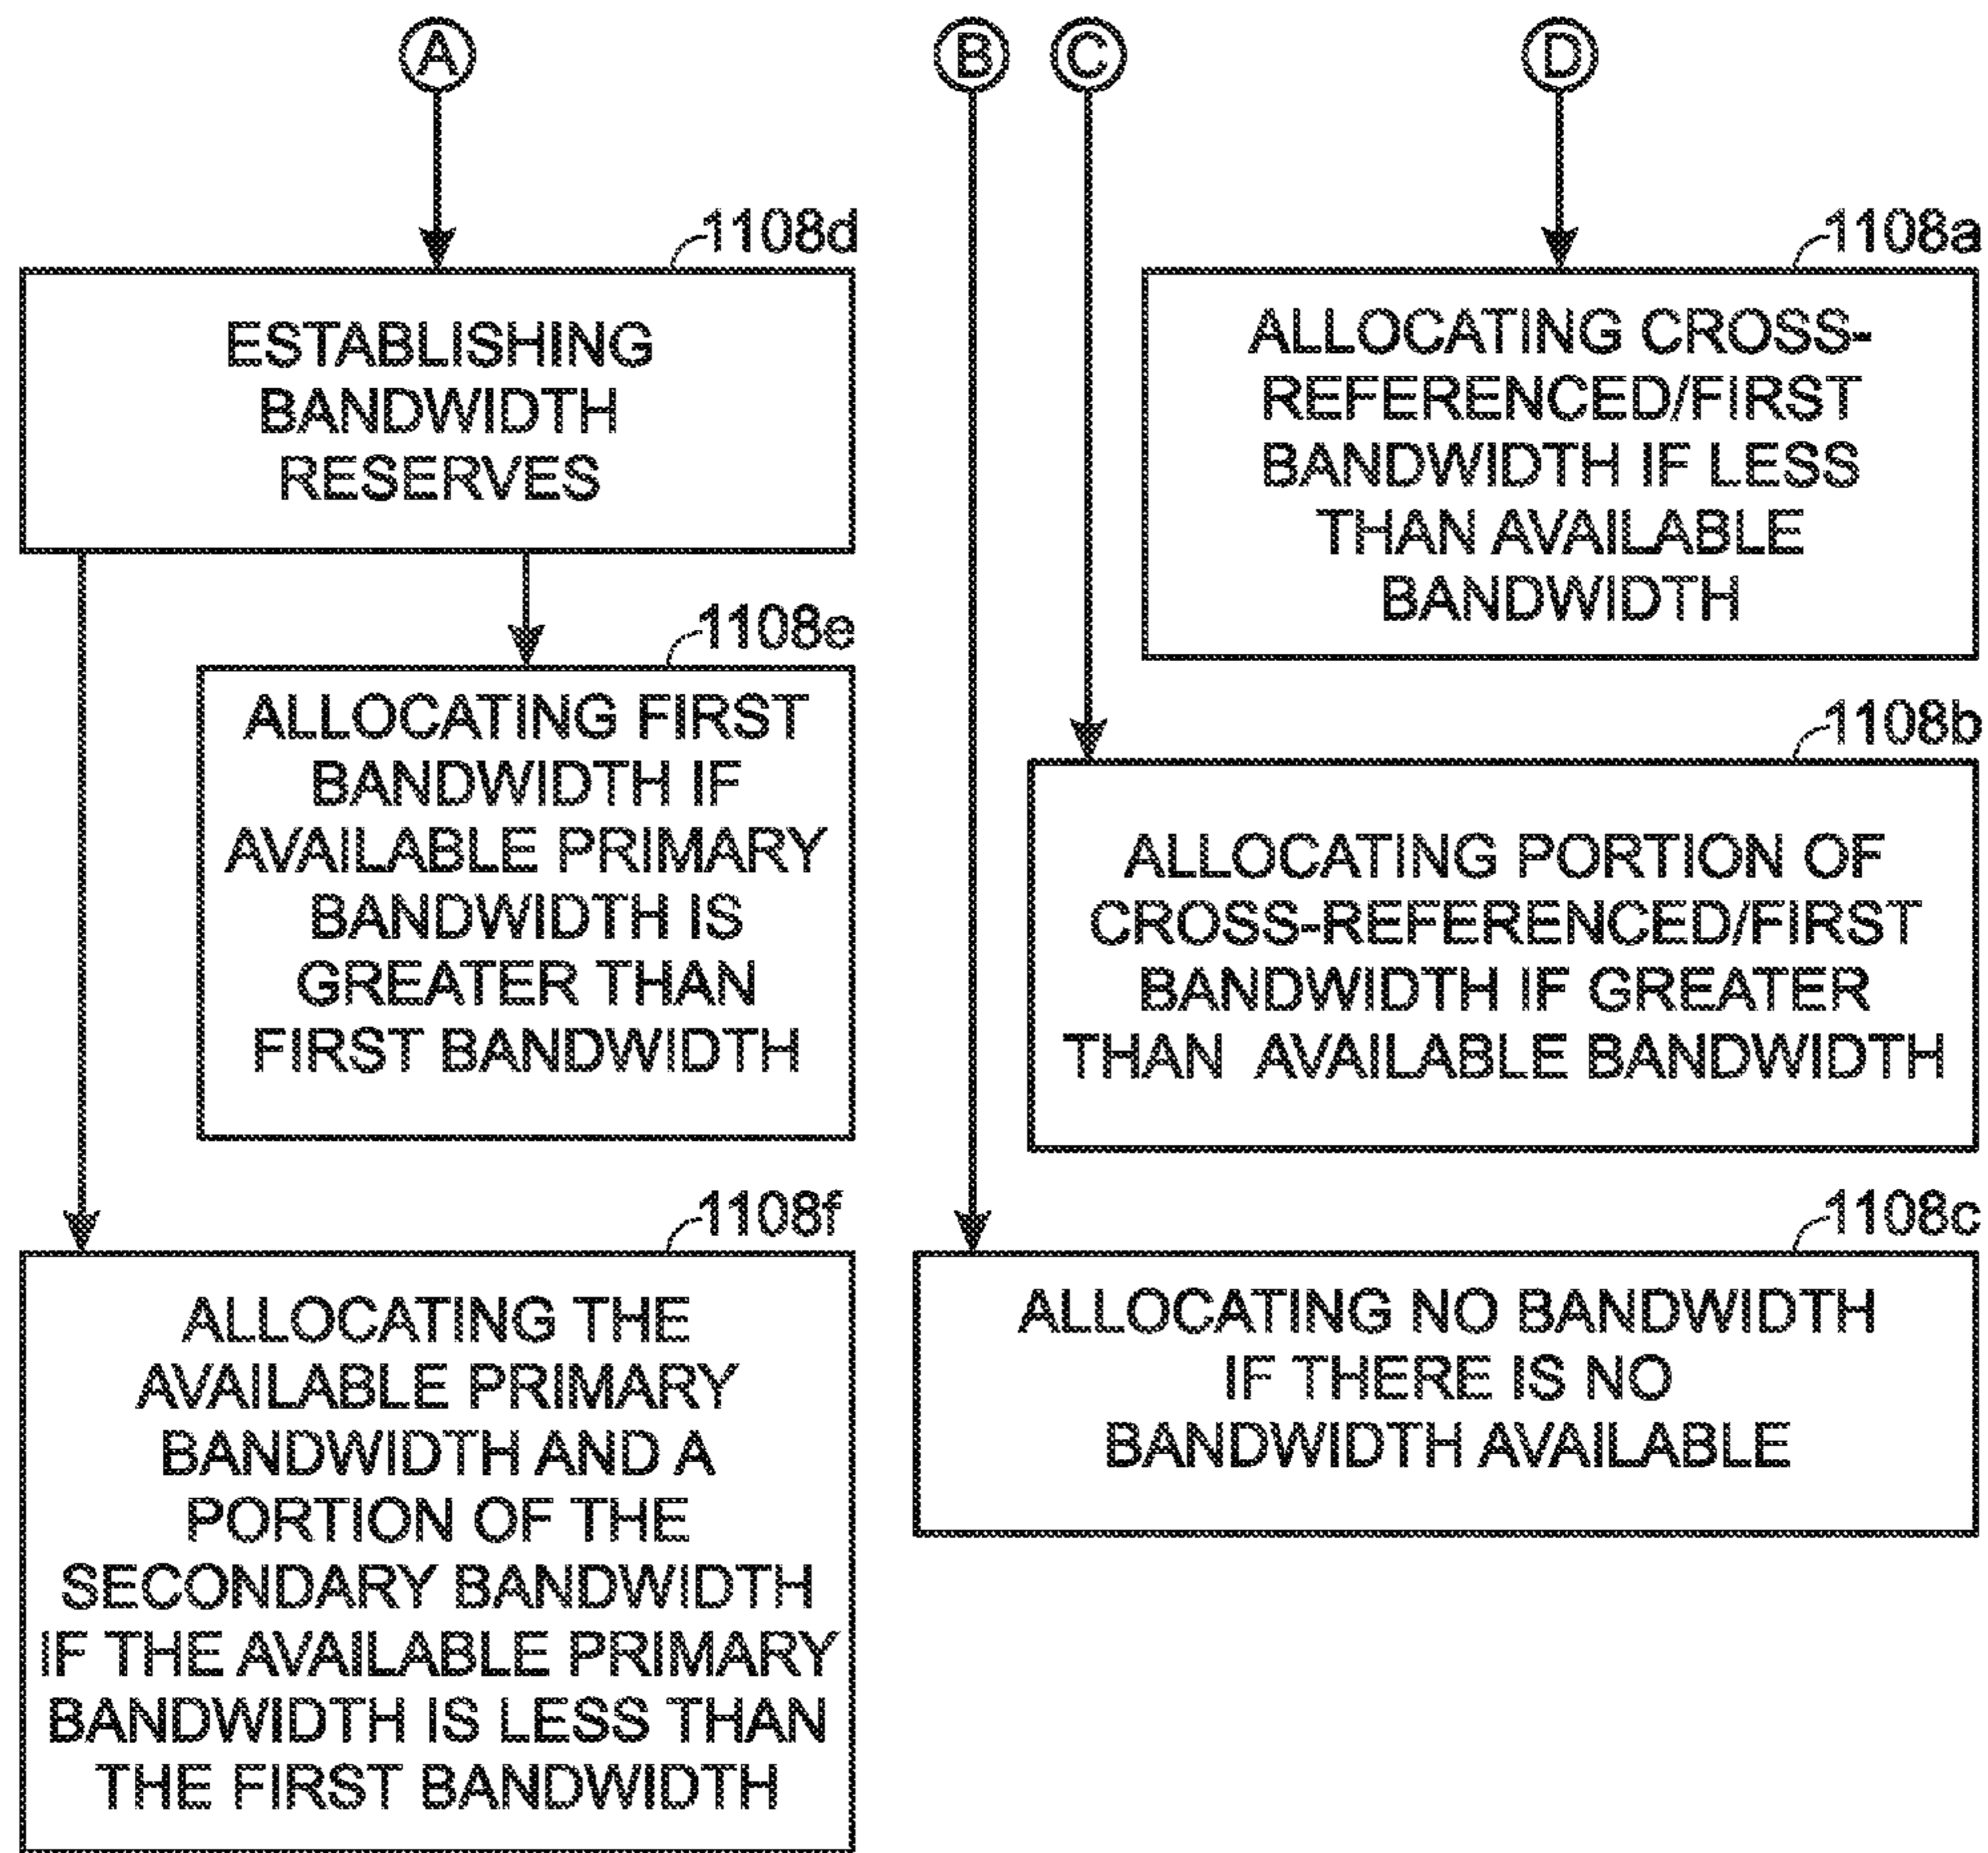 A
B
C
D
1108d
ESTABLISHING
BANDWIDTH
RESERVES
1108a
ALLOCATING CROSS-
REFERENCED/FIRST
BANDWIDTH IF LESS
THAN AVAILABLE
BANDWIDTH
1108e
ALLOCATING FIRST
BANDWIDTH IF
AVAILABLE PRIMARY
BANDWIDTH IS
GREATER THAN
FIRST BANDWIDTH
1108b
ALLOCATING PORTION OF
CROSS-REFERENCED/FIRST
BANDWIDTH IF GREATER
THAN AVAILABLE BANDWIDTH
1108f
ALLOCATING THE
AVAILABLE PRIMARY
BANDWIDTH AND A
PORTION OF THE
SECONDARY BANDWIDTH
IF THE AVAILABLE PRIMARY
BANDWIDTH IS LESS THAN
THE FIRST BANDWIDTH
1108c
ALLOCATING NO BANDWIDTH
IF THERE IS NO
BANDWIDTH AVAILABLE